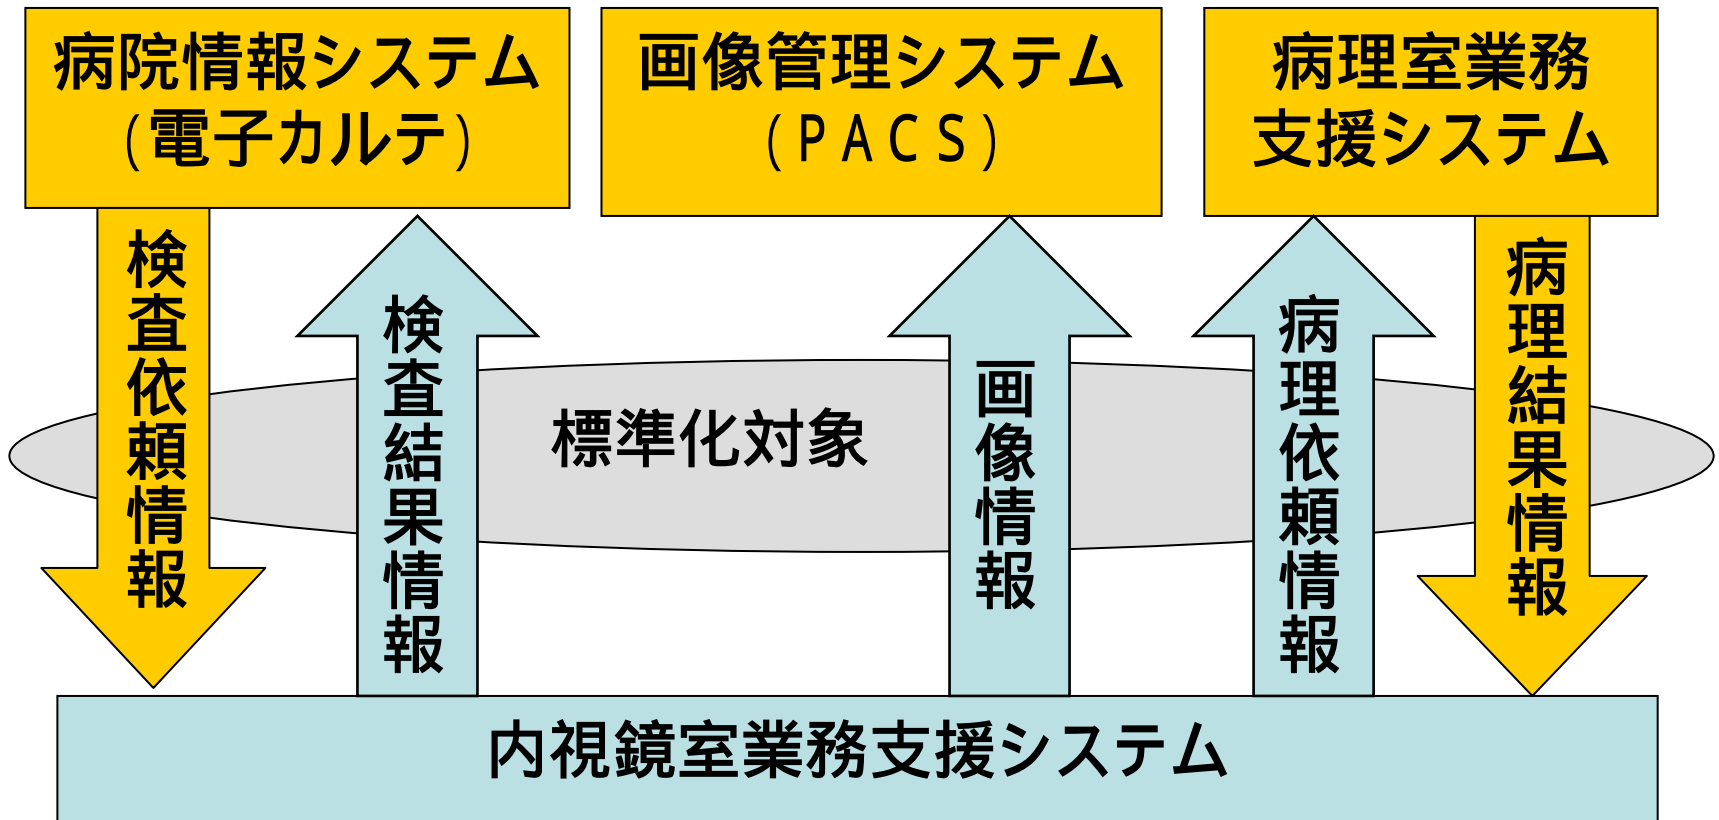 病院情報システム
（電子カルテ）
画像管理システム
（ＰＡＣＳ）
病理室業務
支援システム
検査依頼情報
検査結果情報
標準化対象
画像情報
病理依頼情報
病理結果情報
内視鏡室業務支援システム